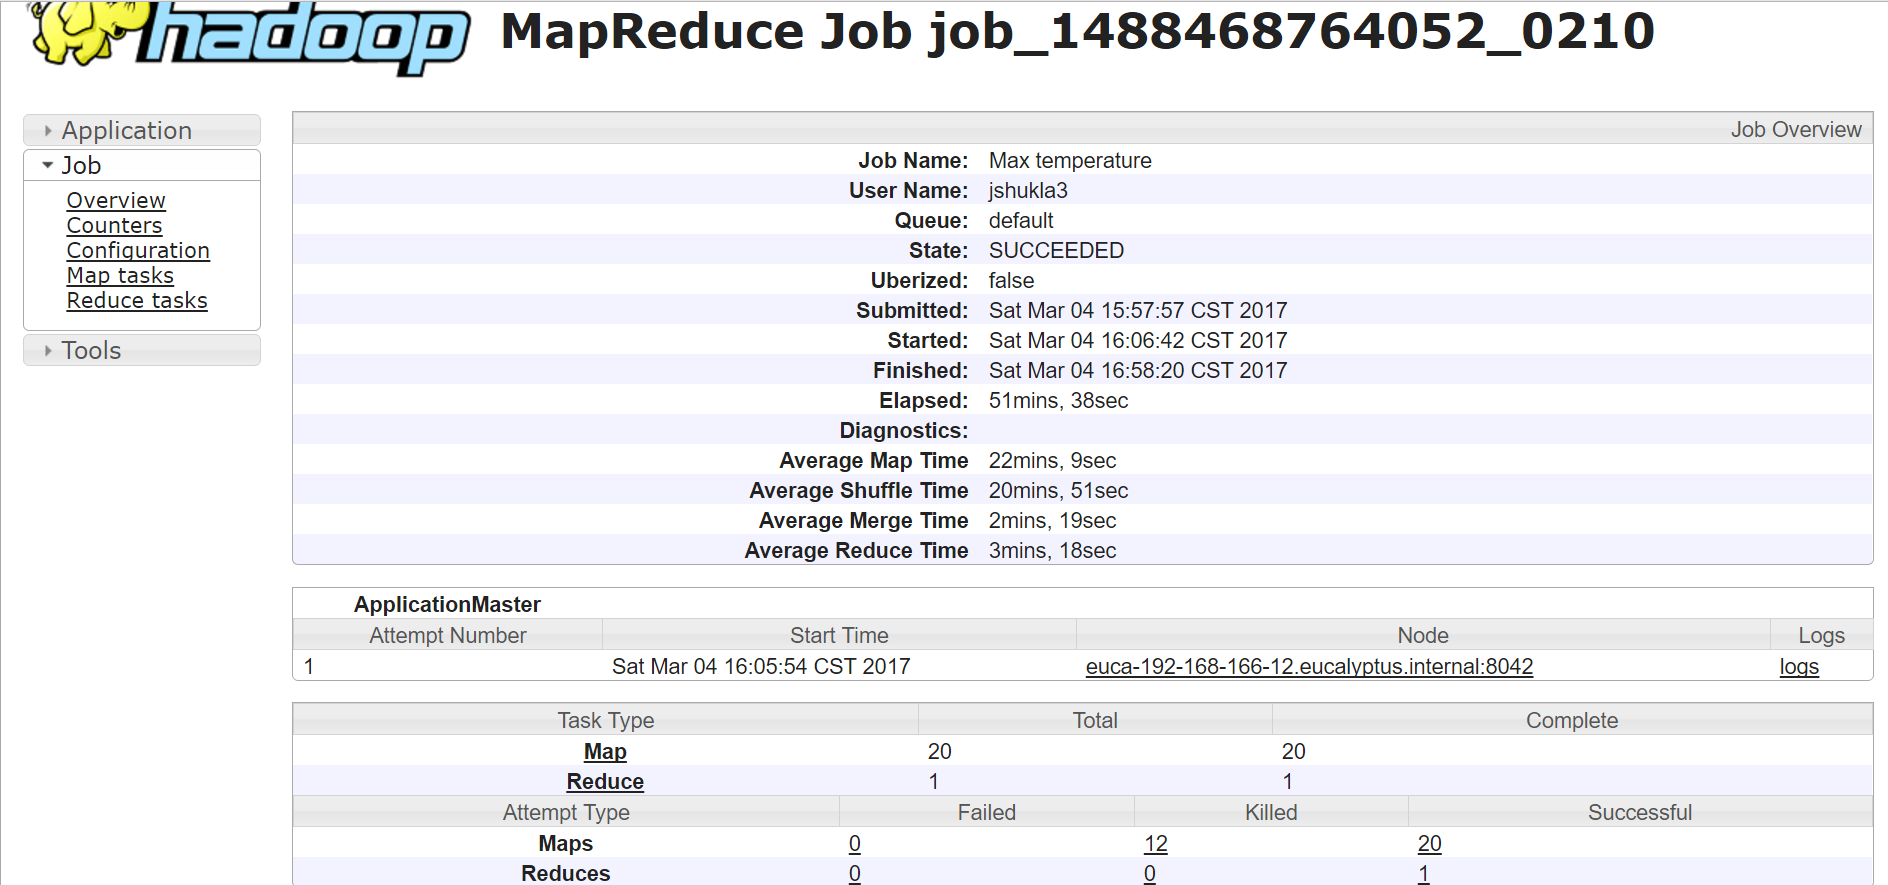 hadoop MapReduce Job job_1488468764052_0210
Application
Job
Overview
Counters
Configuration
Map tasks
Reduce tasks
Tools
Job Overview
Job Name: Max temperature
User Name: jshukla3
Queue: default
State: SUCCEEDED
Uberized: false
Submitted: Sat Mar 04 15:57:57 CST 2017
Started: Sat Mar 04 16:06:42 CST 2017
Finished: Sat Mar 04 16:58:20 CST 2017
Elapsed: 51mins, 38sec
Diagnostics:
Average Map Time 22mins, 9sec
Average Shuffle Time 20mins, 51sec
Average Merge Time 2mins, 19sec
Average Reduce Time 3mins, 18sec
ApplicationMaster
Attempt Number Start Time Node Logs
1 Sat Mar 04 16:05:54 CST 2017 euca-192-168-166-12.eucalyptus.internal:8042 logs
Task Type Total Complete
Map 20 20
Reduce 1 1
Attempt Type Failed Killed Successful
Maps 0 12 20
Reduces 0 0 1